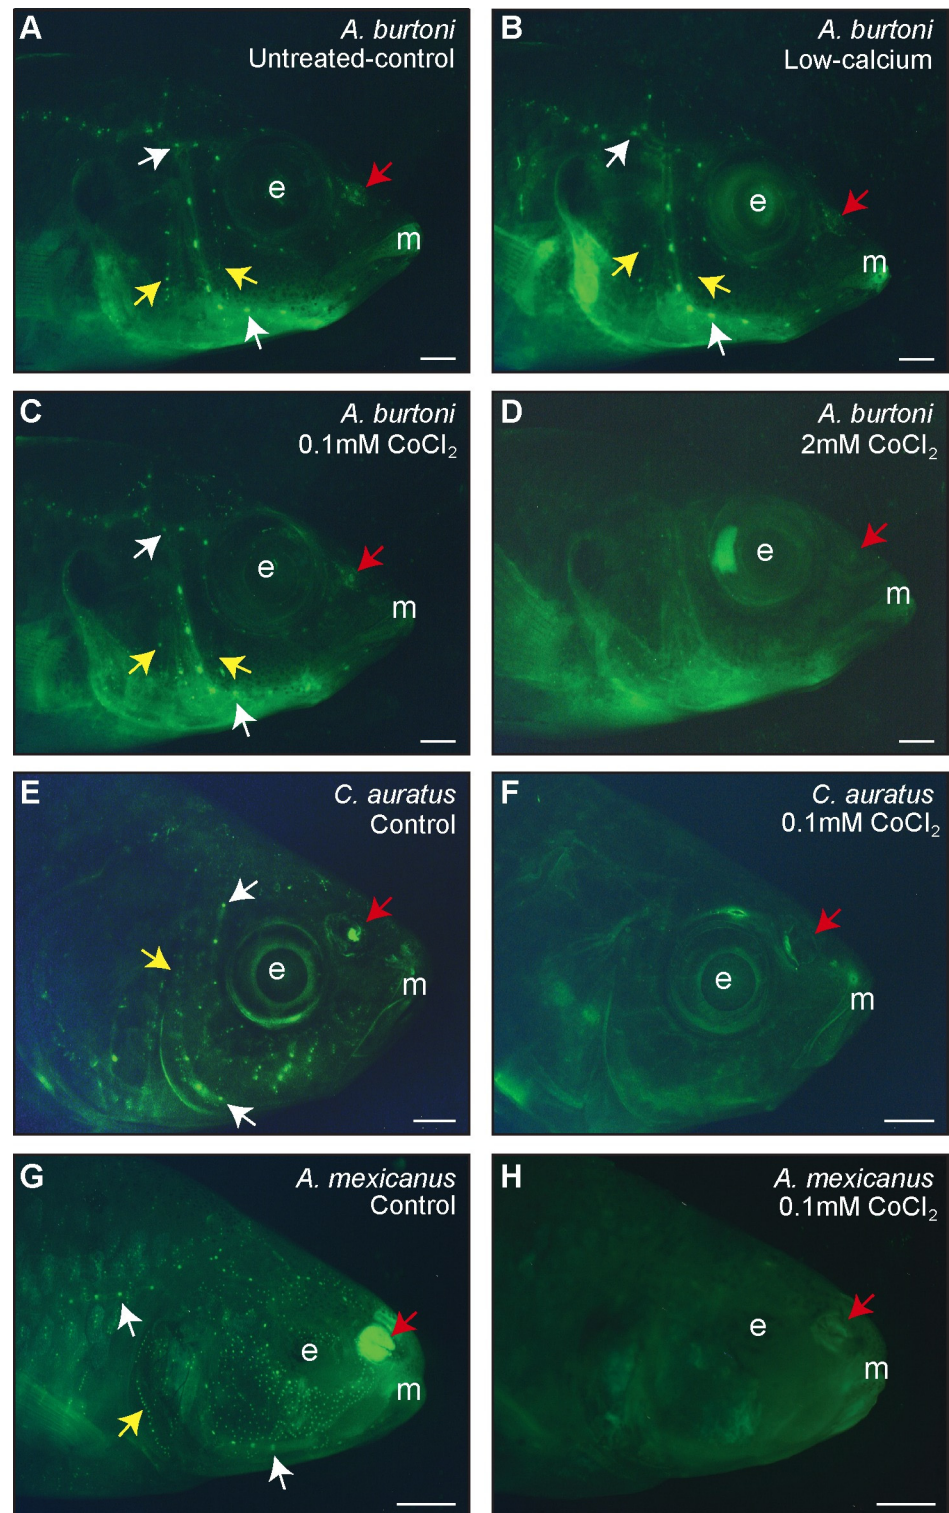 A
A. burtoni
Untreated-control
e
m
B
A. burtoni
Low-calcium
e
m
C
A. burtoni
0.1mM CoCl₂
e
m
D
A. burtoni
2mM CoCl₂
e
m
E
C. auratus
Control
e
m
F
C. auratus
0.1mM CoCl₂
e
m
G
A. mexicanus
Control
e
m
H
A. mexicanus
0.1mM CoCl₂
e
m